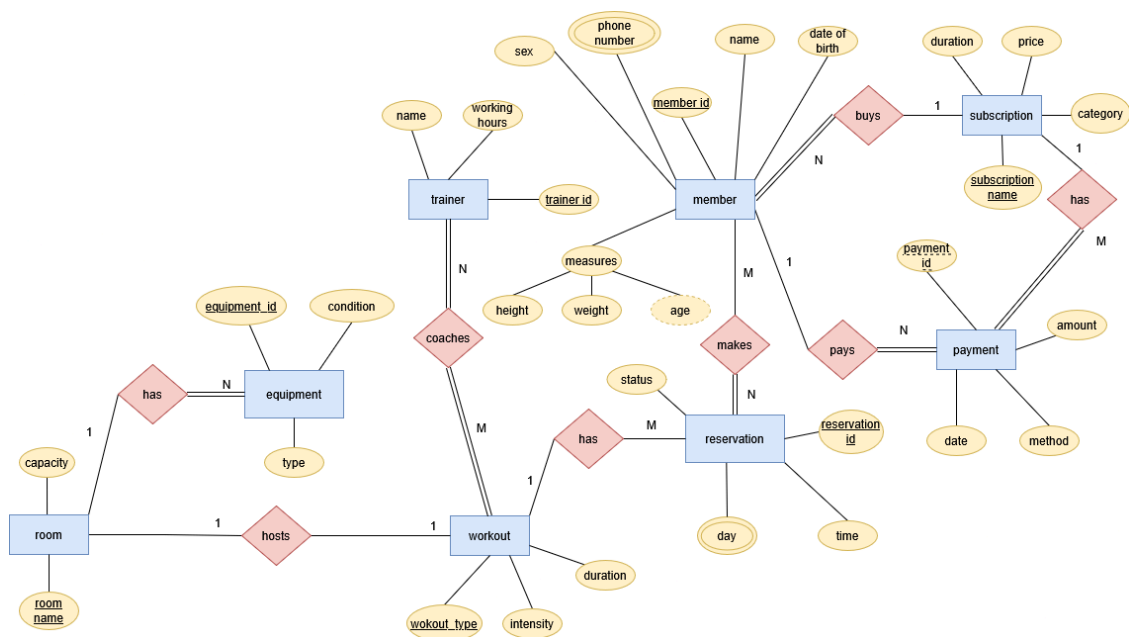 phone
number
name
date of
birth
sex
duration
price
name
working
hours
member id
buys
1
subscription
category
N
1
trainer
trainer id
member
subscription
name
has
N
measures
M
1
payment
id
M
height
weight
age
equipment_id
condition
coaches
makes
pays
N
payment
amount
has
N
equipment
status
N
M
has
M
reservation
reservation
id
1
type
date
method
capacity
1
room
1
hosts
1
workout
day
time
duration
room
name
wokout_type
intensity